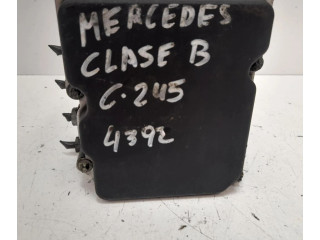 MERCEDES
CLASE B
C.245
4392